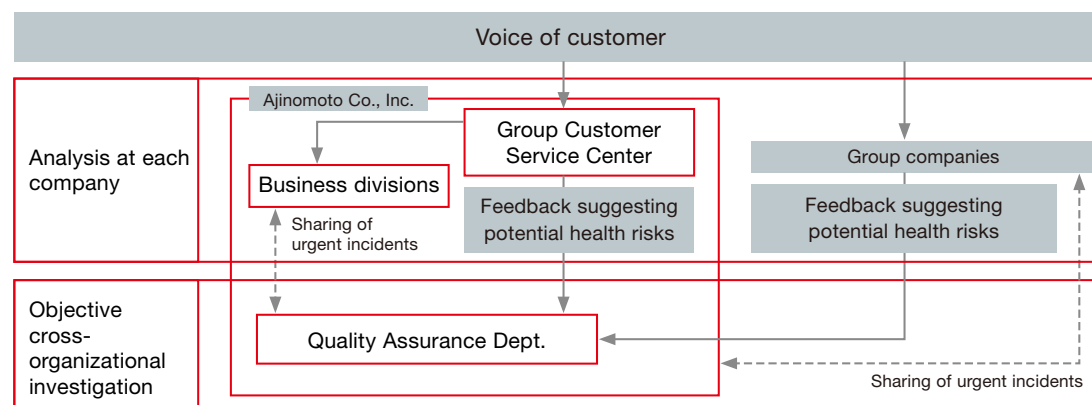 Voice of customer
Analysis at each
company
Ajinomoto Co., Inc.
Group Customer
Service Center
Business divisions
Sharing of
urgent incidents
Feedback suggesting
potential health risks
Group companies
Feedback suggesting
potential health risks
Objective
cross-
organizational
investigation
Quality Assurance Dept.
Sharing of urgent incidents